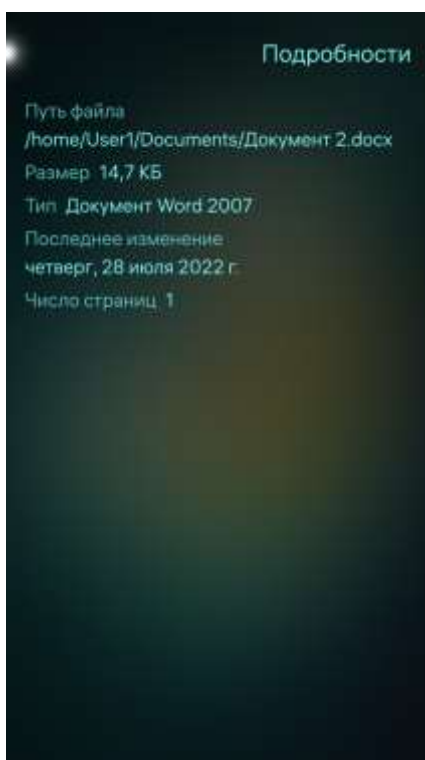 Подробности
Путь файла
/home/User1/Documents/Документ 2.docx
Размер 14,7 КБ
Тип Документ Word 2007
Последнее изменение
четверг, 28 июля 2022 г.
Число страниц 1